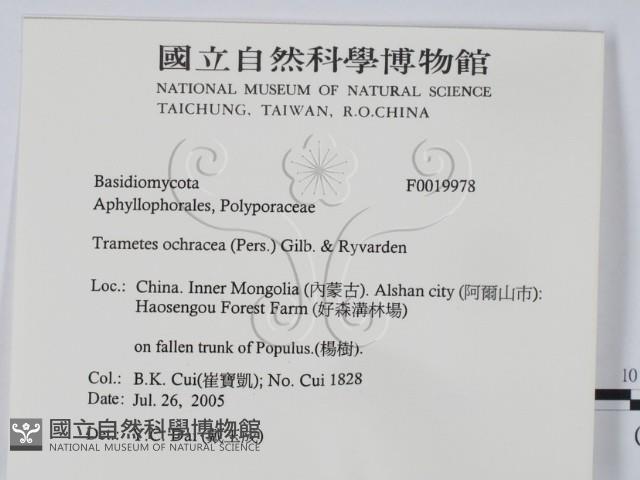 國立自然科學博物館
NATIONAL MUSEUM OF NATURAL SCIENCE
TAICHUNG, TAIWAN, R.O.CHINA
Basidiomycota F0019978
Aphyllophorales, Polyporaceae
Trametes ochracea (Pers.) Gilb. & Ryvarden
Loc.: China. Inner Mongolia (內蒙古). Alshan city (阿爾山市):
Haosengou Forest Farm (好森溝林場)
on fallen trunk of Populus.(楊樹).
Col.: B.K. Cui(崔寶凱); No. Cui 1828
Date: Jul. 26, 2005
Y.C. Dai
國立自然科學博物館
NATIONAL MUSEUM OF NATURAL SCIENCE
10